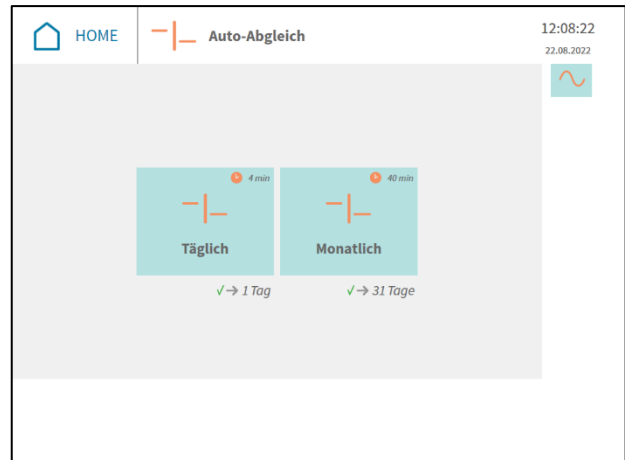 HOME
Auto-Abgleich
12:08:22
22.08.2022
4 min
40 min
Täglich
Monatlich
√→ 1 Tag
√→ 31 Tage